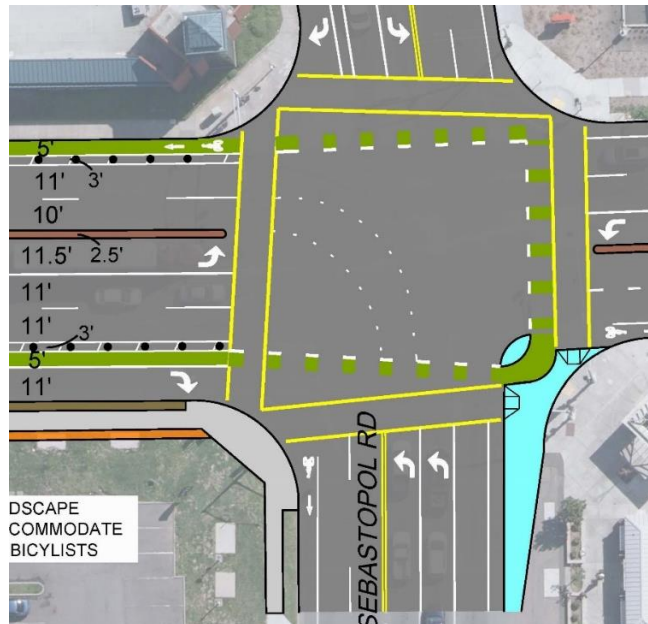 5'
3'
11'
10'
11.5'
2.5'
11'
11'
3'
5'
11'
SEBASTOPOL RD
DSCAPE
COMMODATE
BICYLISTS